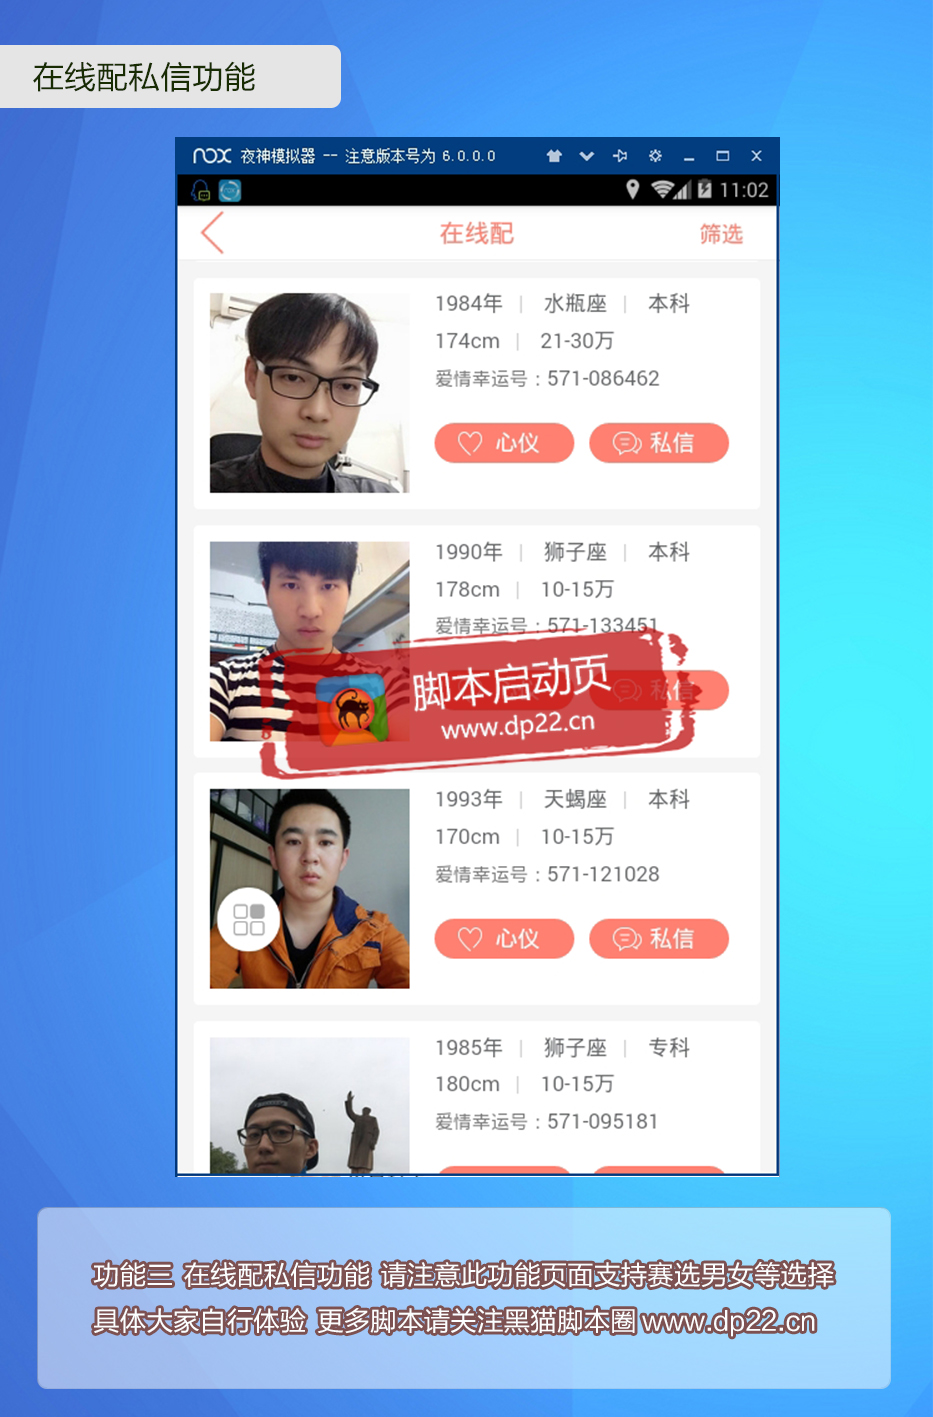 在线配私信功能
nox 夜神模拟器 -- 注意版本号为 6.0.0.0
11:02
在线配 筛选
1984年 | 水瓶座 | 本科
174cm | 21-30万
爱情幸运号：571-086462
心仪 私信
1990年 | 狮子座 | 本科
178cm | 10-15万
爱情幸运号：571-133451
私信
脚本启动页
www.dp22.cn
1993年 | 天蝎座 | 本科
170cm | 10-15万
爱情幸运号：571-121028
心仪 私信
1985年 | 狮子座 | 专科
180cm | 10-15万
爱情幸运号：571-095181
功能三 在线配私信功能 请注意此功能页面支持赛选男女等选择
具体大家自行体验 更多脚本请关注黑猫脚本圈 www.dp22.cn